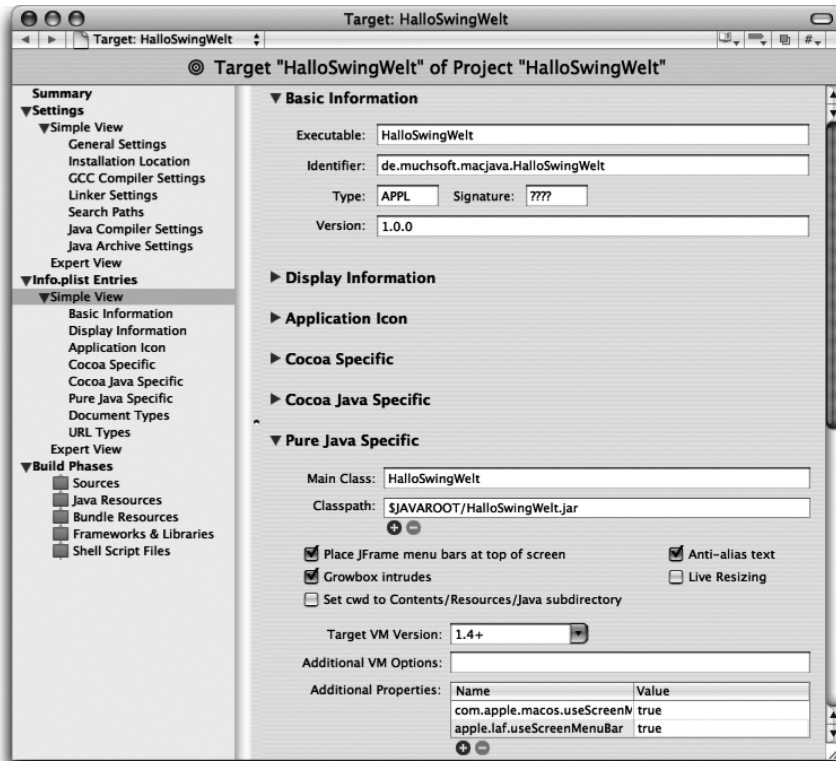 Target: HalloSwingWelt
Target: HalloSwingWelt
#
Target "HalloSwingWelt" of Project "HalloSwingWelt"
Summary
Settings
Simple View
General Settings
Installation Location
GCC Compiler Settings
Linker Settings
Search Paths
Java Compiler Settings
Java Archive Settings
Expert View
Info.plist Entries
Simple View
Basic Information
Display Information
Application Icon
Cocoa Specific
Cocoa Java Specific
Pure Java Specific
Document Types
URL Types
Expert View
Build Phases
Sources
Java Resources
Bundle Resources
Frameworks & Libraries
Shell Script Files
Basic Information
Executable: HalloSwingWelt
Identifier: de.muchsoft.macjava.HalloSwingWelt
Type: APPL Signature: ????
Version: 1.0.0
Display Information
Application Icon
Cocoa Specific
Cocoa Java Specific
Pure Java Specific
Main Class: HalloSwingWelt
Classpath: $JAVAROOT/HalloSwingWelt.jar
Place JFrame menu bars at top of screen Anti-alias text
Growbox intrudes Live Resizing
Set cwd to Contents/Resources/Java subdirectory
Target VM Version: 1.4+
Additional VM Options:
Additional Properties: Name Value
com.apple.macos.useScreenM true
apple.laf.useScreenMenuBar true